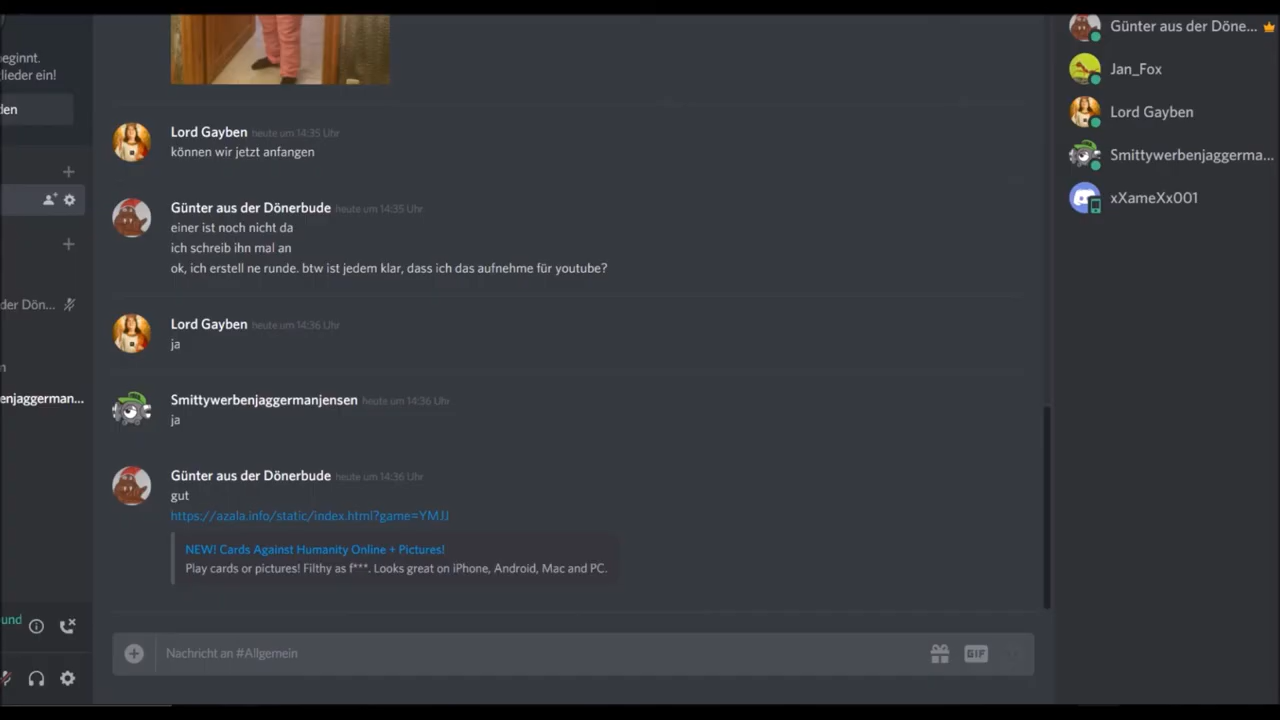 eginnt.
lieder ein!
den
der Dön...
n
enjaggerman...
und
Lord Gayben heute um 14:35 Uhr
können wir jetzt anfangen
Günter aus der Dönerbude heute um 14:35 Uhr
einer ist noch nicht da
ich schreib ihn mal an
ok, ich erstell ne runde. btw ist jedem klar, dass ich das aufnehme für youtube?
Lord Gayben heute um 14:36 Uhr
ja
Smittywerbenjaggermanjensen heute um 14:36 Uhr
ja
Günter aus der Dönerbude heute um 14:36 Uhr
gut
https://azala.info/static/index.html?game=YMJJ
NEW! Cards Against Humanity Online + Pictures!
Play cards or pictures! Filthy as f***. Looks great on iPhone, Android, Mac and PC.
Nachricht an #Allgemein
GIF
Günter aus der Döne...
Jan_Fox
Lord Gayben
Smittywerbenjaggerma...
xXameXx001